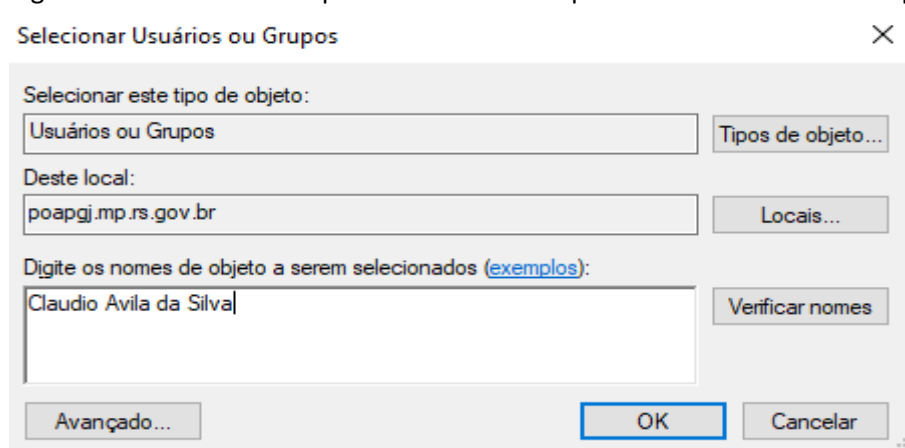 Selecionar Usuários ou Grupos
Selecionar este tipo de objeto:
Usuários ou Grupos
Tipos de objeto...
Deste local:
poapgj.mp.rs.gov.br
Locais...
Digite os nomes de objeto a serem selecionados (exemplos):
Claudio Avila da Silva
Verificar nomes
Avançado...
OK
Cancelar